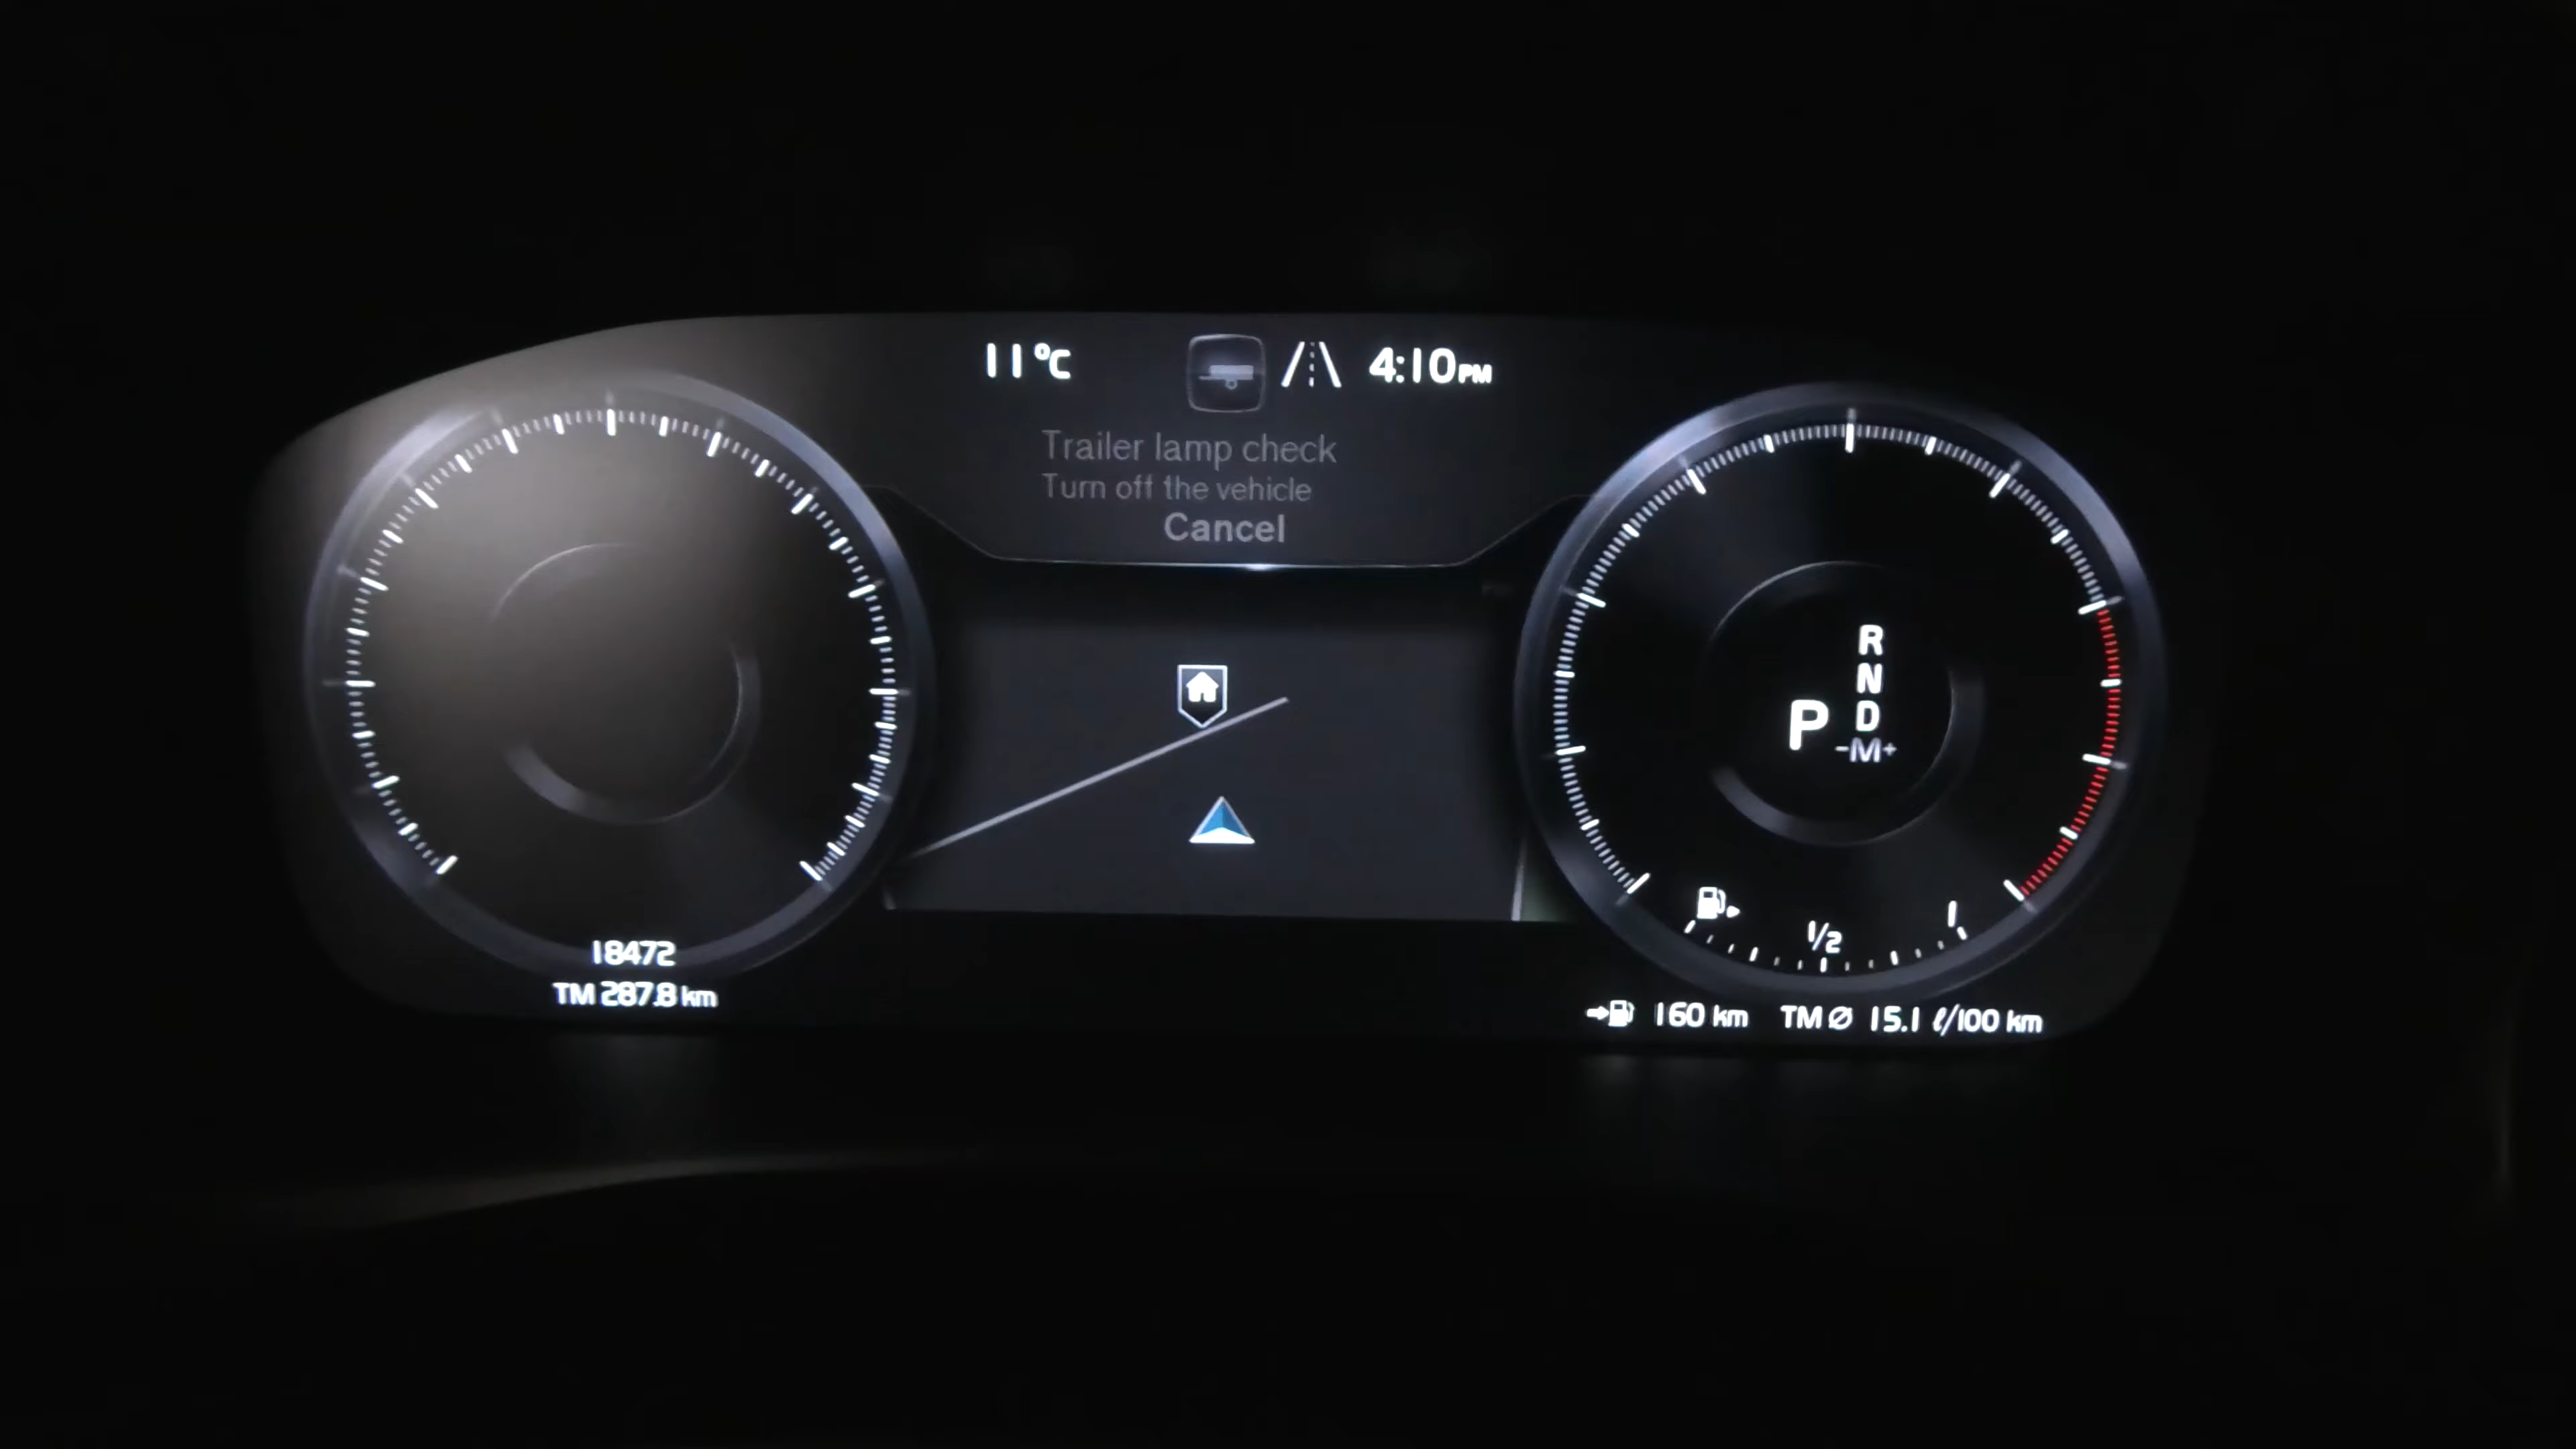 11°C 4:10PM
Trailer lamp check
Turn off the vehicle
Cancel
R
N
D
P -M+
1/2 1
18472
TM 287.8 km
160 km TM Ø 15.1 ℓ/100 km